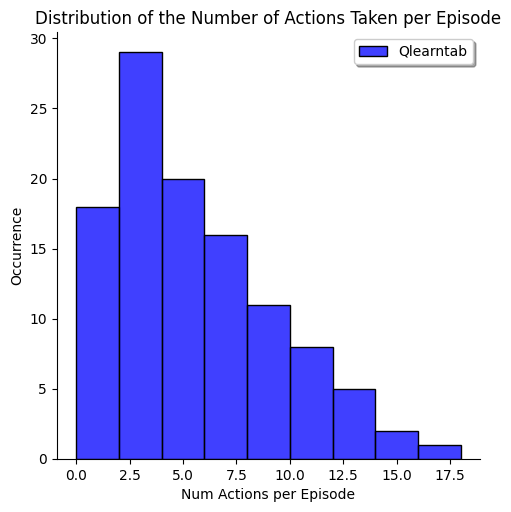 Distribution of the Number of Actions Taken per Episode
Qlearntab
30
25
20
15
10
5
0
Occurrence
0.0 2.5 5.0 7.5 10.0 12.5 15.0 17.5
Num Actions per Episode